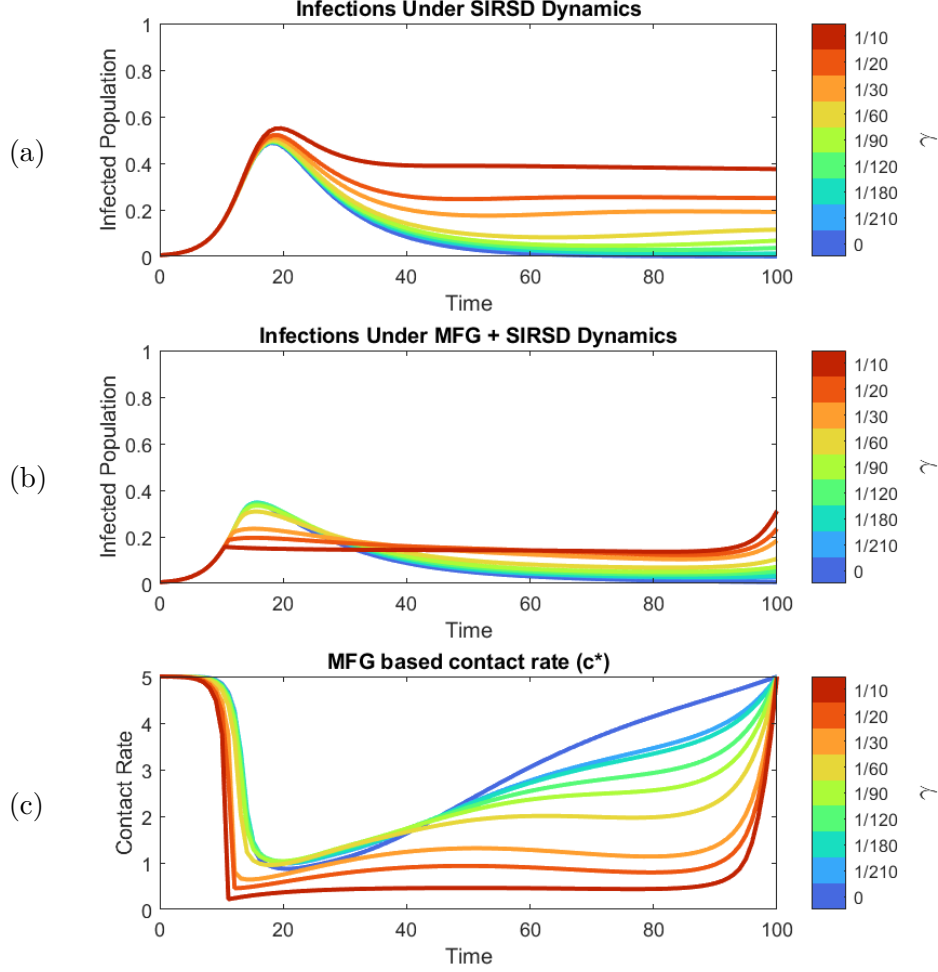 Infections Under SIRSD Dynamics
(a)
Infected Population
1
0.8
0.6
0.4
0.2
0
0 20 40 60 80 100
Time
1/10
1/20
1/30
1/60
1/90
1/120
1/180
1/210
0
γ
Infections Under MFG + SIRSD Dynamics
(b)
Infected Population
1
0.8
0.6
0.4
0.2
0
0 20 40 60 80 100
Time
1/10
1/20
1/30
1/60
1/90
1/120
1/180
1/210
0
γ
MFG based contact rate (c*)
(c)
Contact Rate
5
4
3
2
1
0
0 20 40 60 80 100
Time
1/10
1/20
1/30
1/60
1/90
1/120
1/180
1/210
0
γ